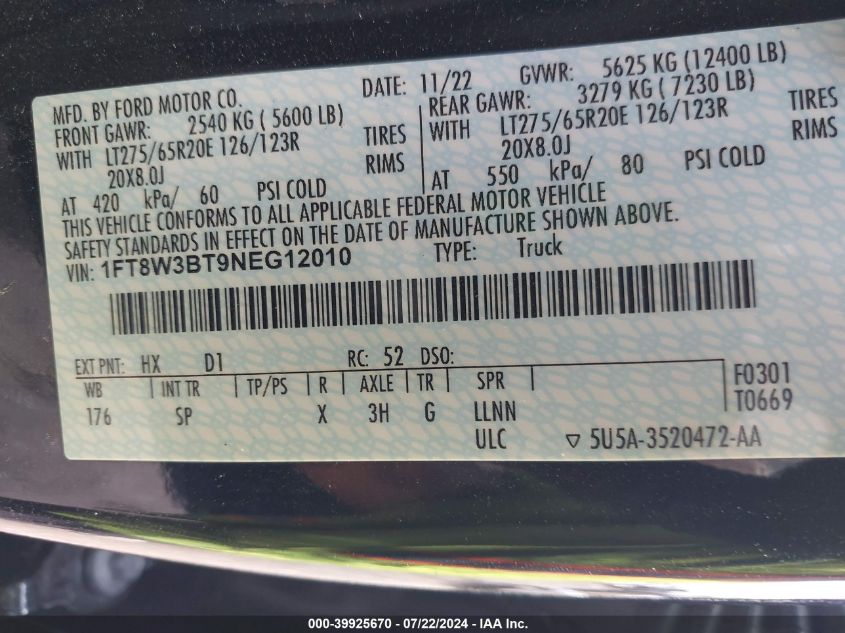 MFD. BY FORD MOTOR CO.
DATE: 11/22 GVWR: 5625 KG (12400 LB)
FRONT GAWR: 2540 KG ( 5600 LB)
REAR GAWR: 3279 KG ( 7230 LB)
WITH LT275/65R20E 126/123R TIRES
WITH LT275/65R20E 126/123R TIRES
20X8.0J RIMS
20X8.0J RIMS
AT 420 kPa/ 60 PSI COLD
AT 550 kPa/ 80 PSI COLD
THIS VEHICLE CONFORMS TO ALL APPLICABLE FEDERAL MOTOR VEHICLE
SAFETY STANDARDS IN EFFECT ON THE DATE OF MANUFACTURE SHOWN ABOVE.
VIN: 1FT8W3BT9NEG12010 TYPE: Truck
EXT PNT: HX D1 RC: 52 DSO:
WB INT TR TP/PS R AXLE TR SPR F0301
176 SP X 3H G LLNN T0669
ULC ▽ 5U5A-3520472-AA
000-39925670 - 07/22/2024 - IAA Inc.